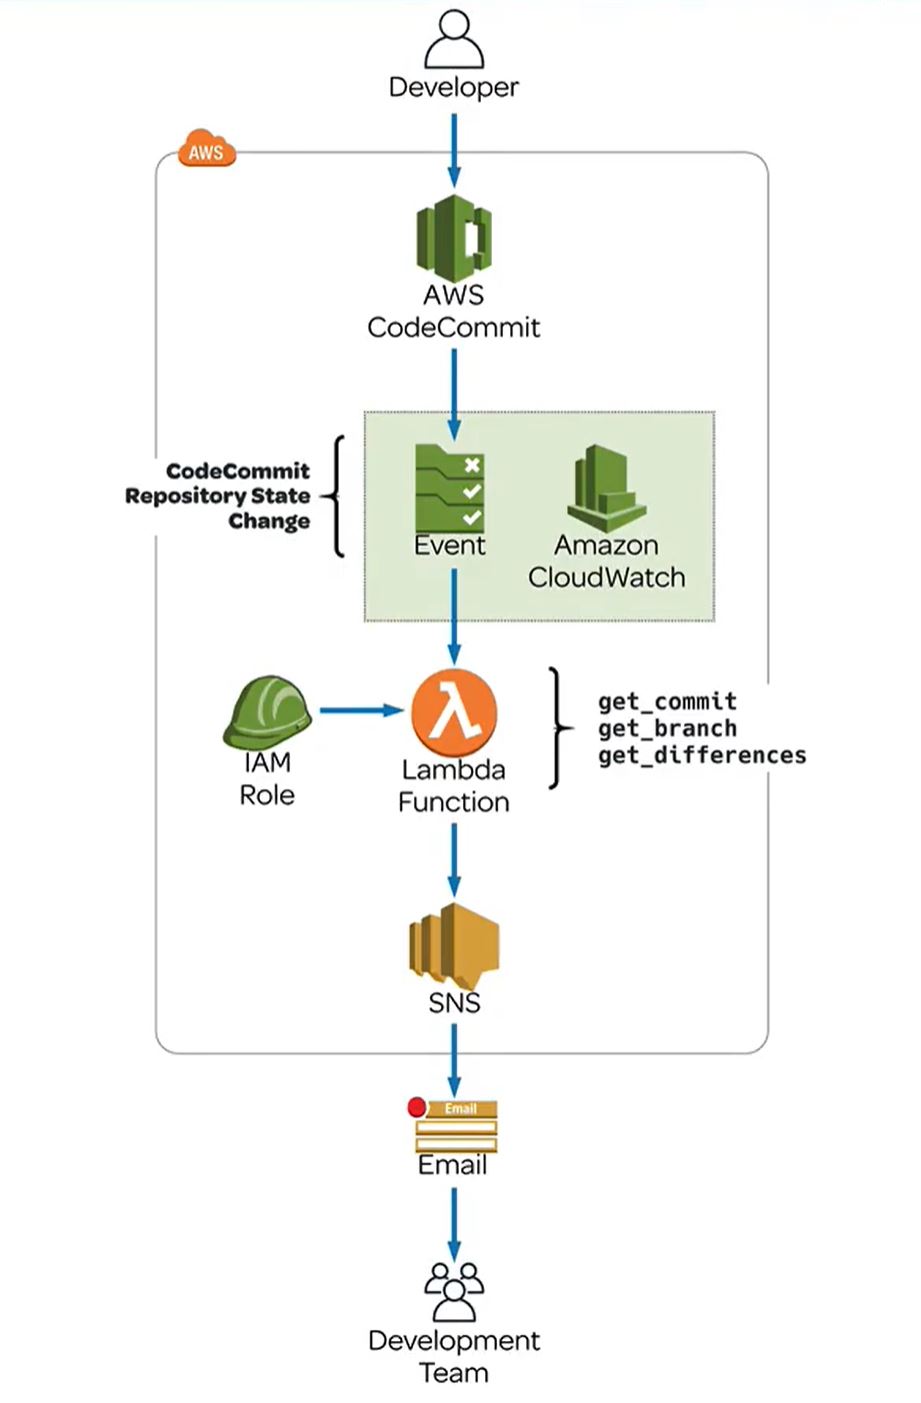 Developer
AWS
AWS
CodeCommit
CodeCommit
Repository State
Change
Event
Amazon
CloudWatch
IAM
Role
Lambda
Function
get_commit
get_branch
get_differences
SNS
Email
Email
Development
Team